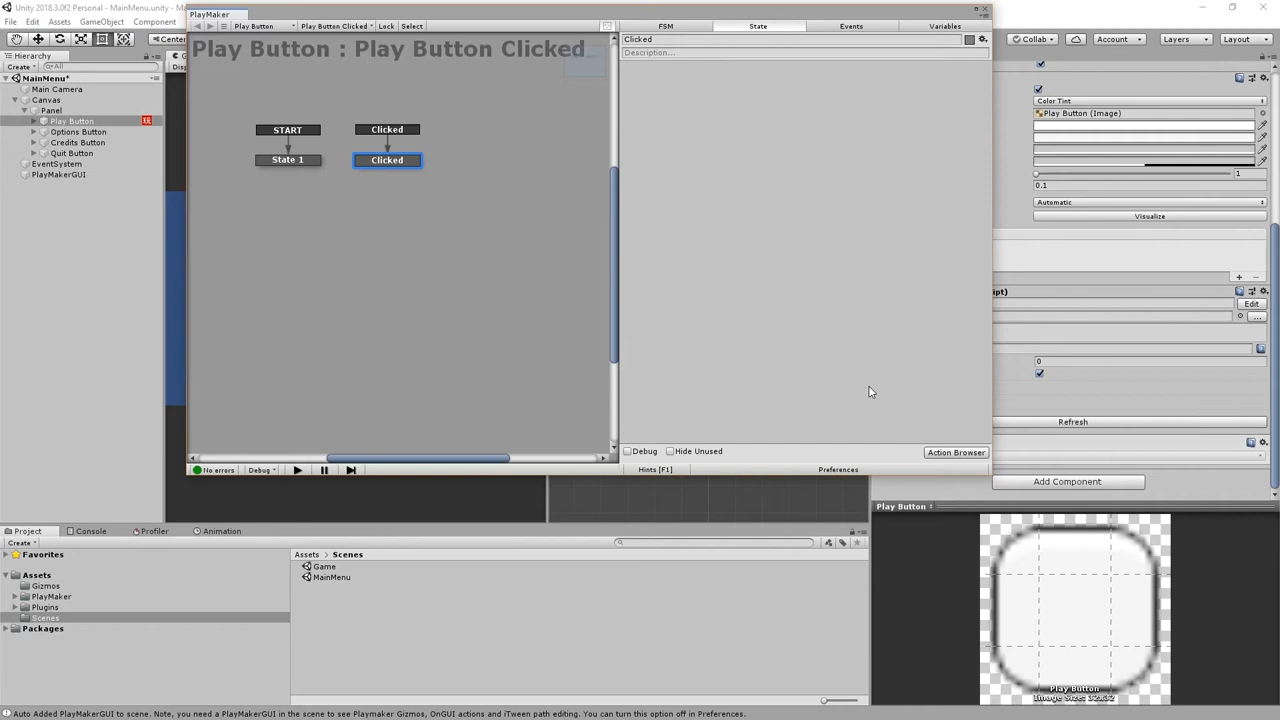 Unity 2018.3.0f2 Personal - MainMenu.unity -
File Edit Assets GameObject Component
Center
Collab Account Layers Layout
Hierarchy
Create All
MainMenu*
Main Camera
Canvas
Panel
Play Button
Options Button
Credits Button
Quit Button
EventSystem
PlayMakerGUI
PlayMaker
Play Button Play Button Clicked Lock Select
Play Button : Play Button Clicked
START Clicked
State 1 Clicked
No errors Debug
FSM State Events Variables
Clicked
Description...
Debug Hide Unused Action Browser
Hints [F1] Preferences
Color Tint
Play Button (Image)
1
0.1
Automatic
Visualize
ipt)
Edit
...
0
Refresh
Add Component
Project Console Profiler Animation
Create
Favorites
Assets
Gizmos
PlayMaker
Plugins
Scenes
Packages
Assets Scenes
Game
MainMenu
Play Button
Play Button
Image Size: 32x32
Auto Added PlayMakerGUI to scene. Note, you need a PlayMakerGUI in the scene to see Playmaker Gizmos, OnGUI actions and iTween path editing. You can turn this option off in Preferences.